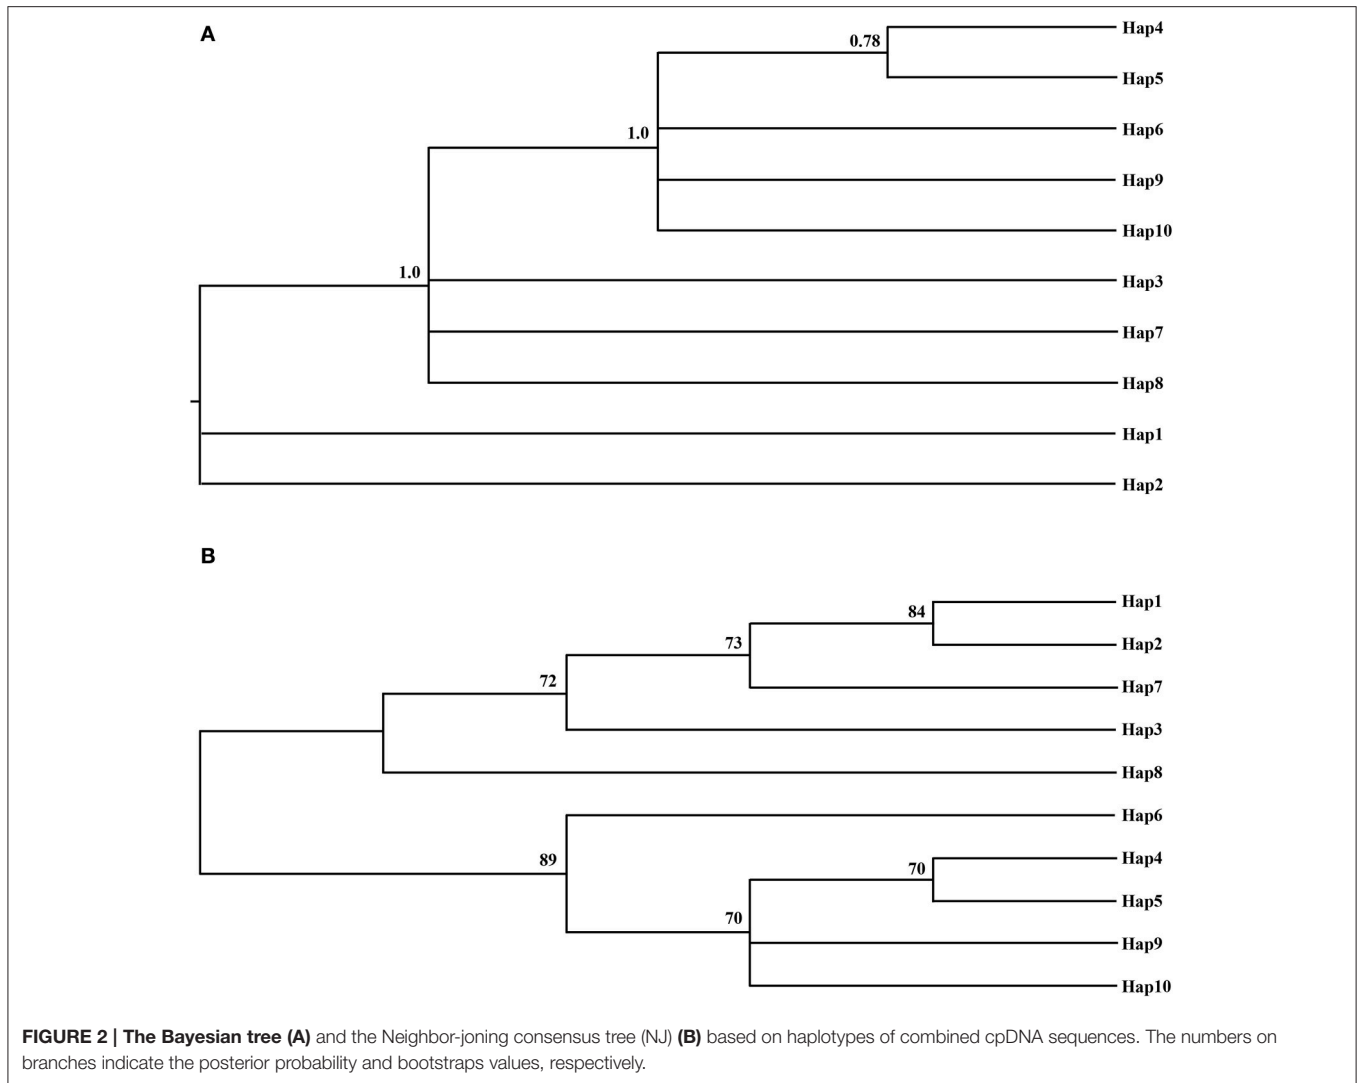 A
0.78
Hap4
Hap5
Hap6
1.0
Hap9
Hap10
1.0
Hap3
Hap7
Hap8
Hap1
Hap2
B
84
Hap1
73
Hap2
72
Hap7
Hap3
Hap8
Hap6
89
70
Hap4
Hap5
70
Hap9
Hap10
FIGURE 2 | The Bayesian tree (A) and the Neighbor-joning consensus tree (NJ) (B) based on haplotypes of combined cpDNA sequences. The numbers on
branches indicate the posterior probability and bootstraps values, respectively.